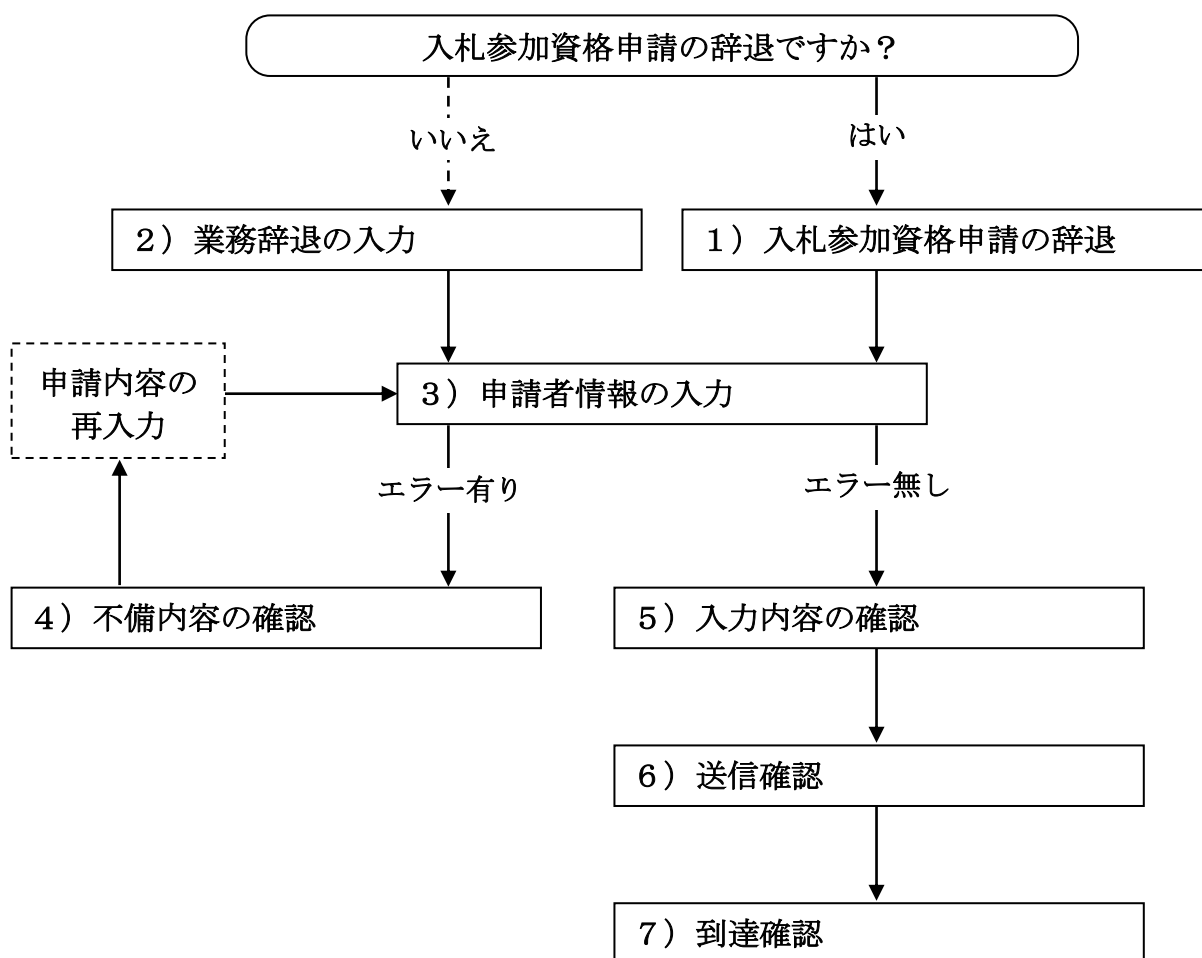 入札参加資格申請の辞退ですか？
いいえ
はい
２）業務辞退の入力
１）入札参加資格申請の辞退
申請内容の
再入力
３）申請者情報の入力
エラー有り
エラー無し
４）不備内容の確認
５）入力内容の確認
６）送信確認
７）到達確認